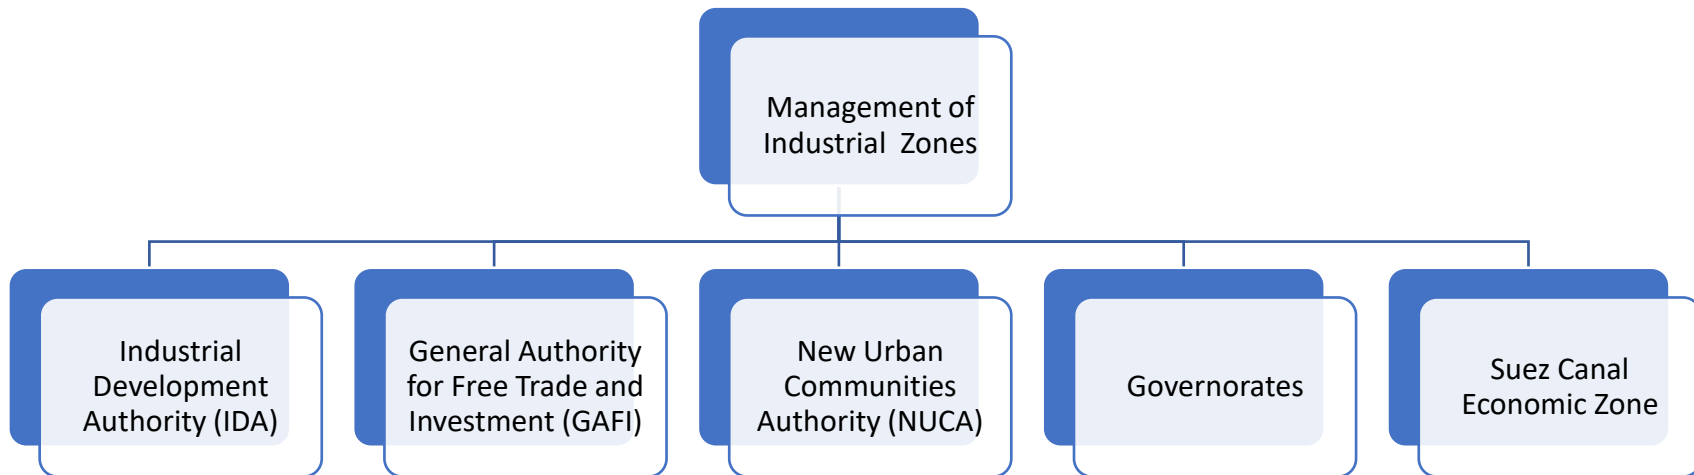 Management of
Industrial  Zones
Industrial
Development
Authority (IDA)
General Authority
for Free Trade and
Investment (GAFI)
New Urban
Communities
Authority (NUCA)
Governorates
Suez Canal
Economic Zone